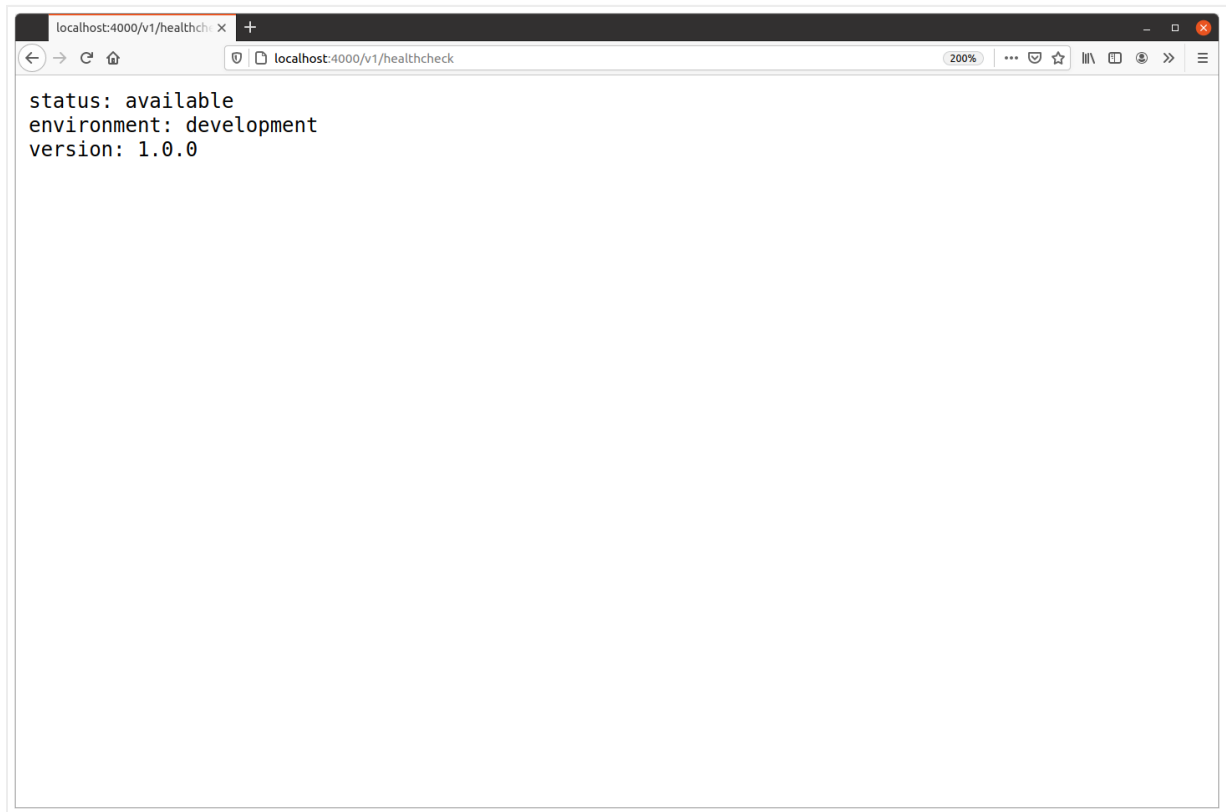 localhost:4000/v1/healthch
localhost:4000/v1/healthcheck
200%
status: available
environment: development
version: 1.0.0